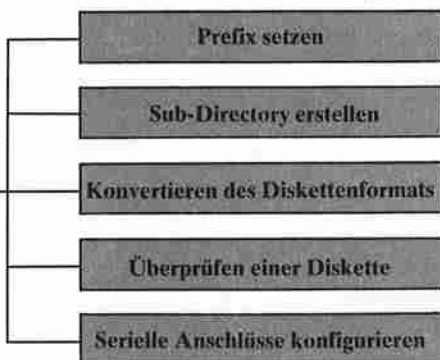 Prefix setzen
Sub-Directory erstellen
Konvertieren des Diskettenformats
Überprüfen einer Diskette
Serielle Anschlüsse konfigurieren